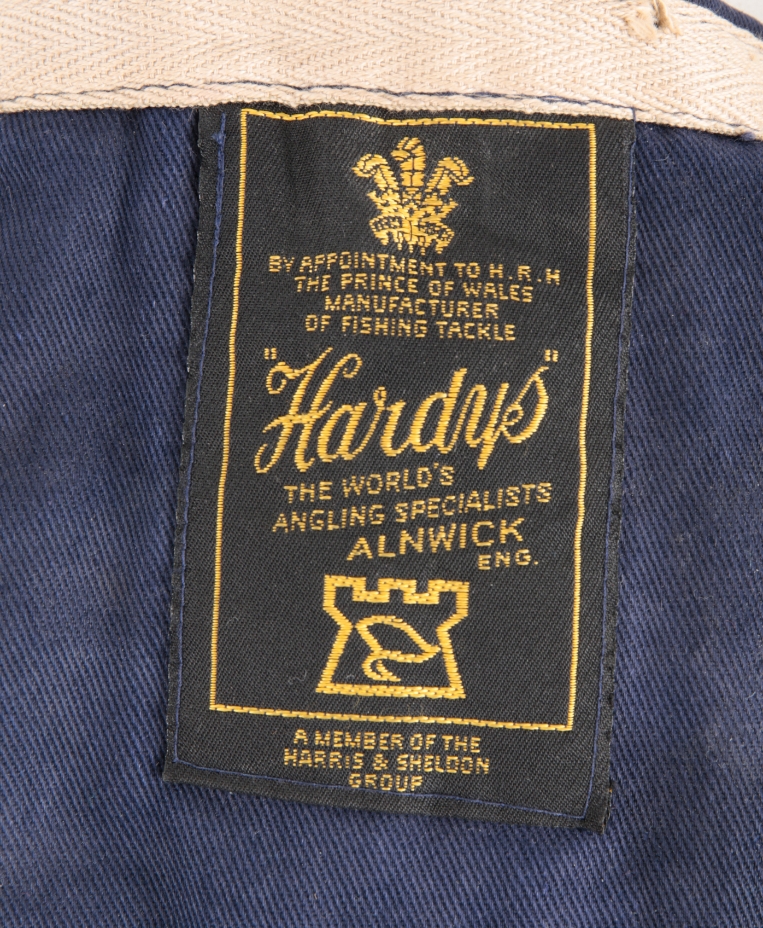 BY APPOINTMENT TO H.R.H
THE PRINCE OF WALES
MANUFACTURER
OF FISHING TACKLE
"Hardys"
THE WORLD'S
ANGLING SPECIALISTS
ALNWICK
ENG.
A MEMBER OF THE
HARRIS & SHELDON
GROUP